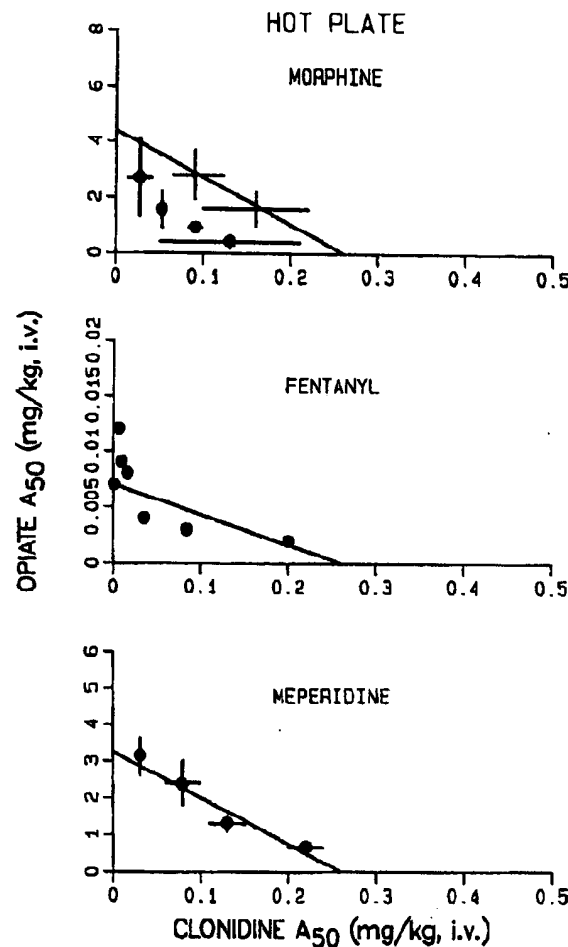 HOT PLATE
MORPHINE
8
6
4
2
0
0 0.1 0.2 0.3 0.4 0.5
FENTANYL
0.02
0.015
0.01
0.005
0
0 0.1 0.2 0.3 0.4 0.5
OPIATE A50 (mg/kg, i.v.)
MEPERIDINE
6
5
4
3
2
1
0
0 0.1 0.2 0.3 0.4 0.5
CLONIDINE A50 (mg/kg, i.v.)